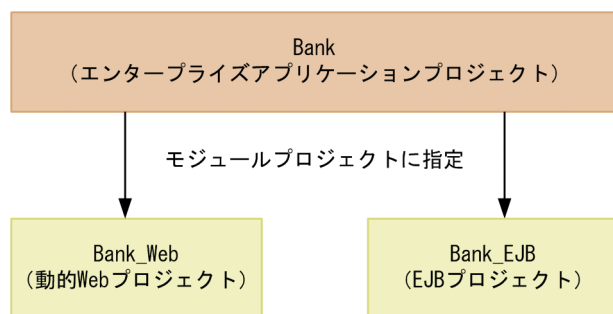 Bank
（エンタープライズアプリケーションプロジェクト）
モジュールプロジェクトに指定
Bank_Web
（動的Webプロジェクト）
Bank_EJB
（EJBプロジェクト）